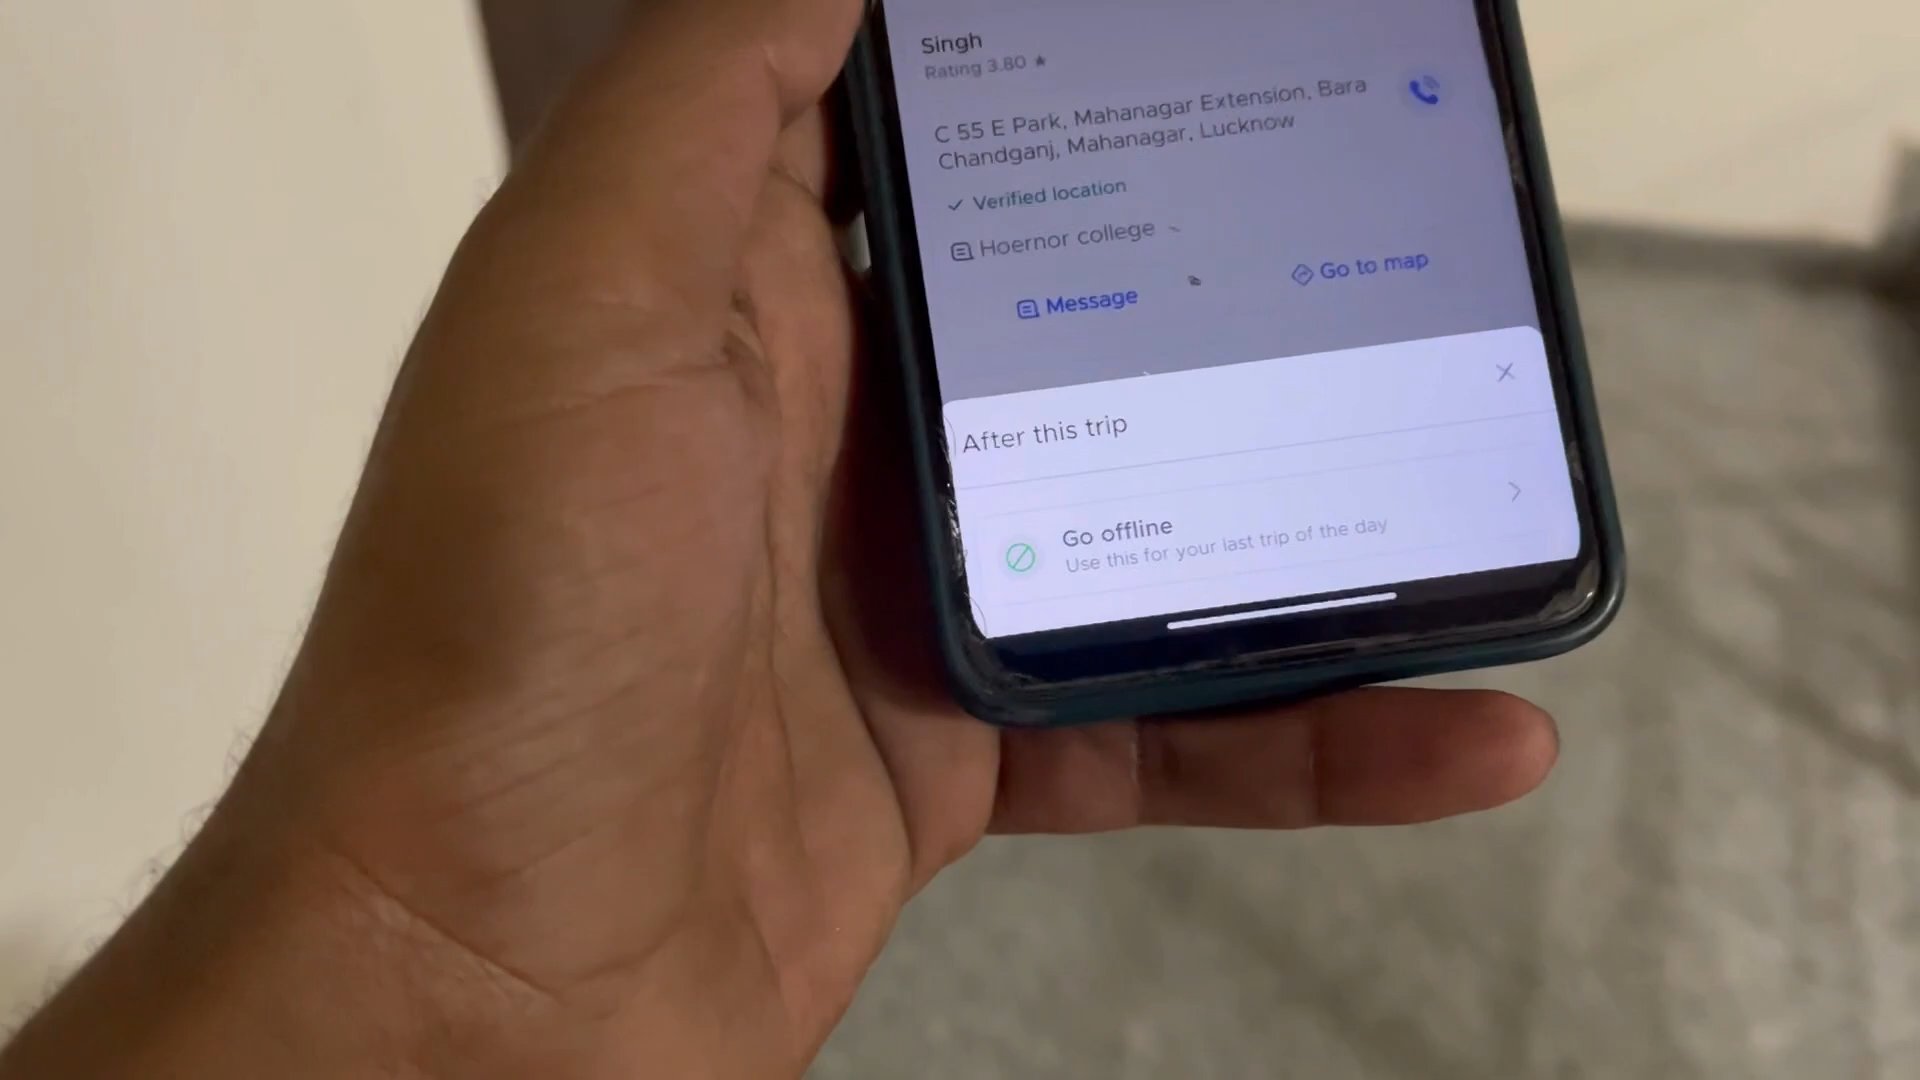 Singh
Rating 3.80 ★
C 55 E Park, Mahanagar Extension, Bara
Chandganj, Mahanagar, Lucknow
✓ Verified location
Hoernor college
Message
Go to map
After this trip
Go offline
Use this for your last trip of the day